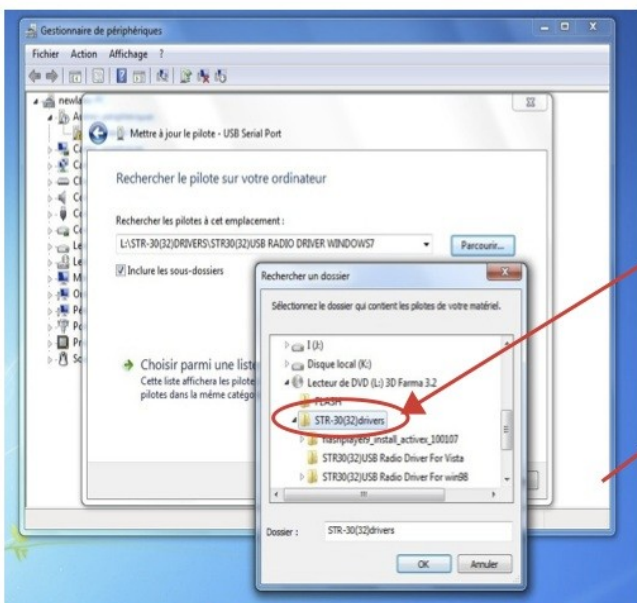 Gestionnaire de périphériques
Fichier Action Affichage ?
newla
Mettre à jour le pilote - USB Serial Port
Rechercher le pilote sur votre ordinateur
Rechercher les pilotes à cet emplacement :
L:\STR-30(32)DRIVERS\STR30(32)USB RADIO DRIVER WINDOWS7
Parcourir...
Inclure les sous-dossiers
Choisir parmi une liste
Cette liste affichera les pilote
pilotes dans la même catégo
Rechercher un dossier
Sélectionnez le dossier qui contient les pilotes de votre matériel.
I (I:)
Disque local (K:)
Lecteur de DVD (L:) 3D Farma 3.2
FLASH
STR-30(32)drivers
flashplayer9_install_activex_100107
STR30(32)USB Radio Driver For Vista
STR30(32)USB Radio Driver For win98
Dossier :
STR-30(32)drivers
OK
Annuler